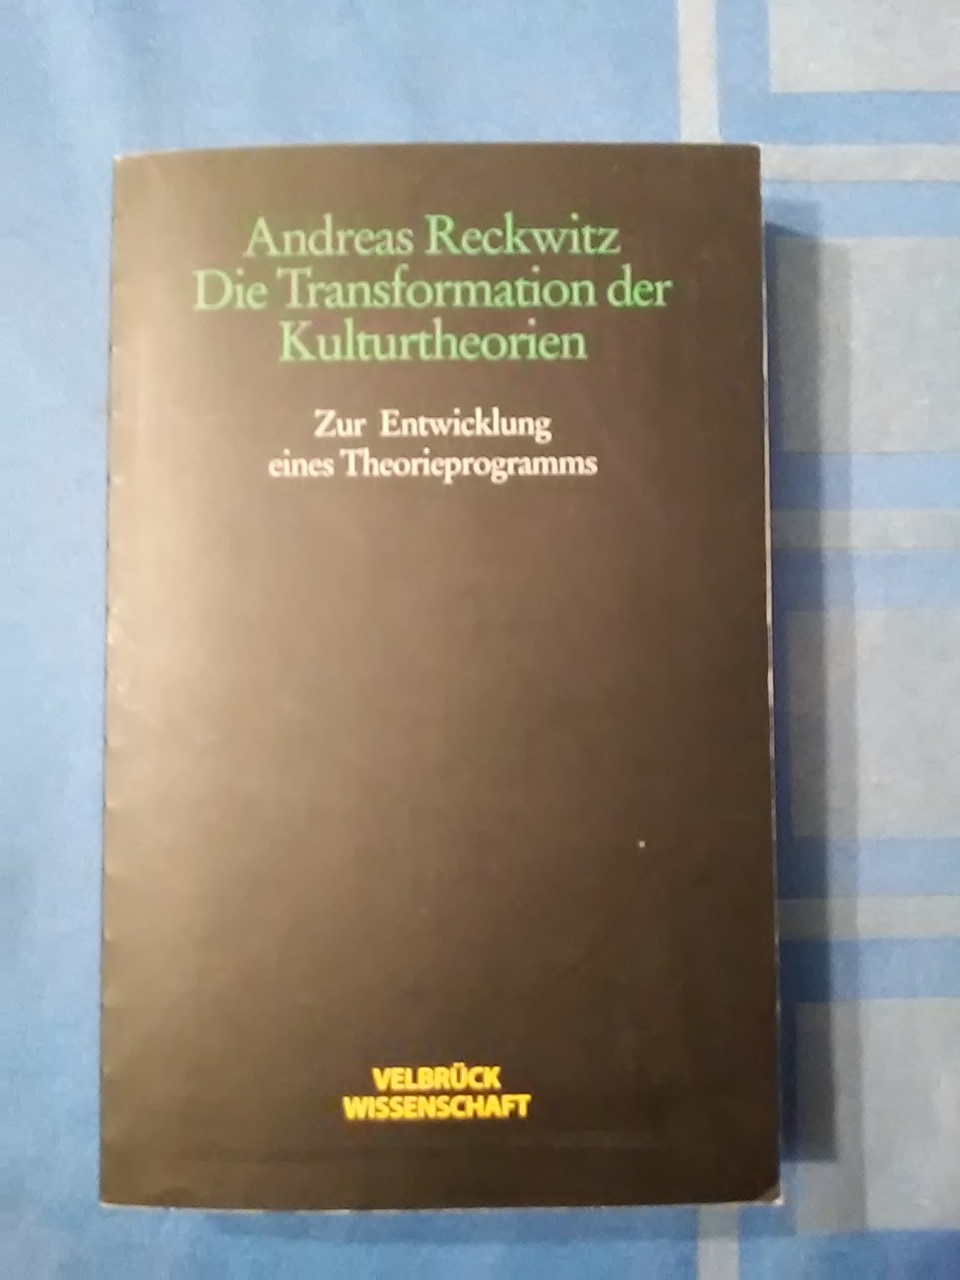 Andreas Reckwitz
Die Transformation der
Kulturtheorien
Zur Entwicklung
eines Theorieprogramms
VELBRÜCK
WISSENSCHAFT